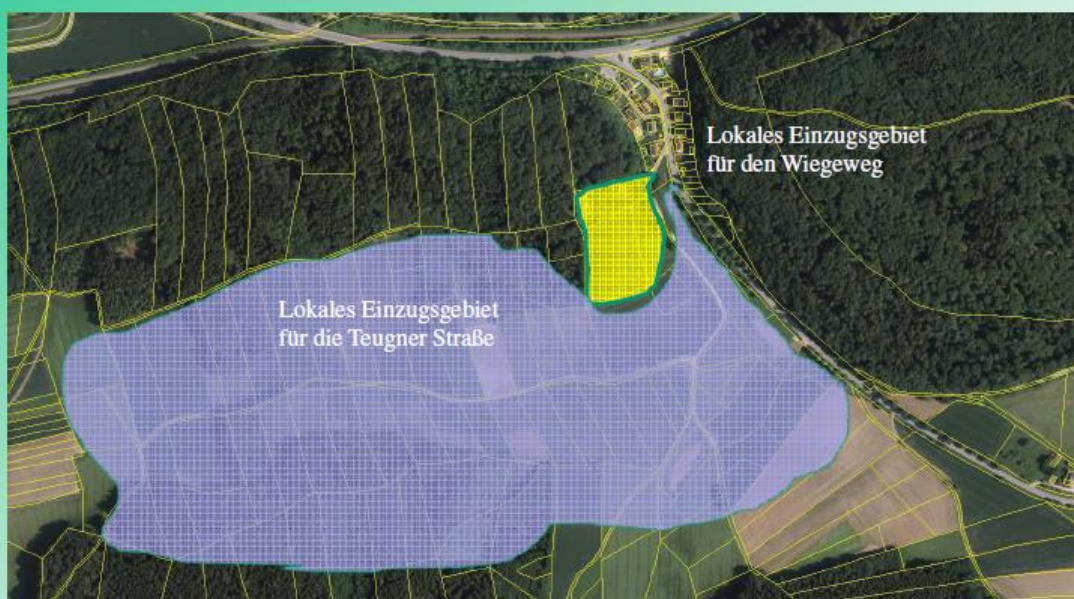 Lokales Einzugsgebiet
für den Wiegeweg
Lokales Einzugsgebiet
für die Teugner Straße